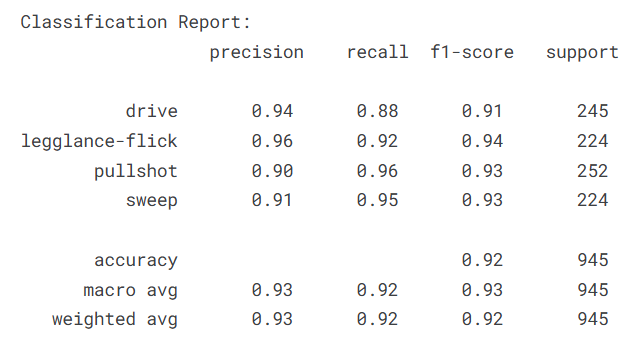 Classification Report:
precision recall f1-score support
drive 0.94 0.88 0.91 245
legglance-flick 0.96 0.92 0.94 224
pullshot 0.90 0.96 0.93 252
sweep 0.91 0.95 0.93 224
accuracy 0.92 945
macro avg 0.93 0.92 0.93 945
weighted avg 0.93 0.92 0.92 945